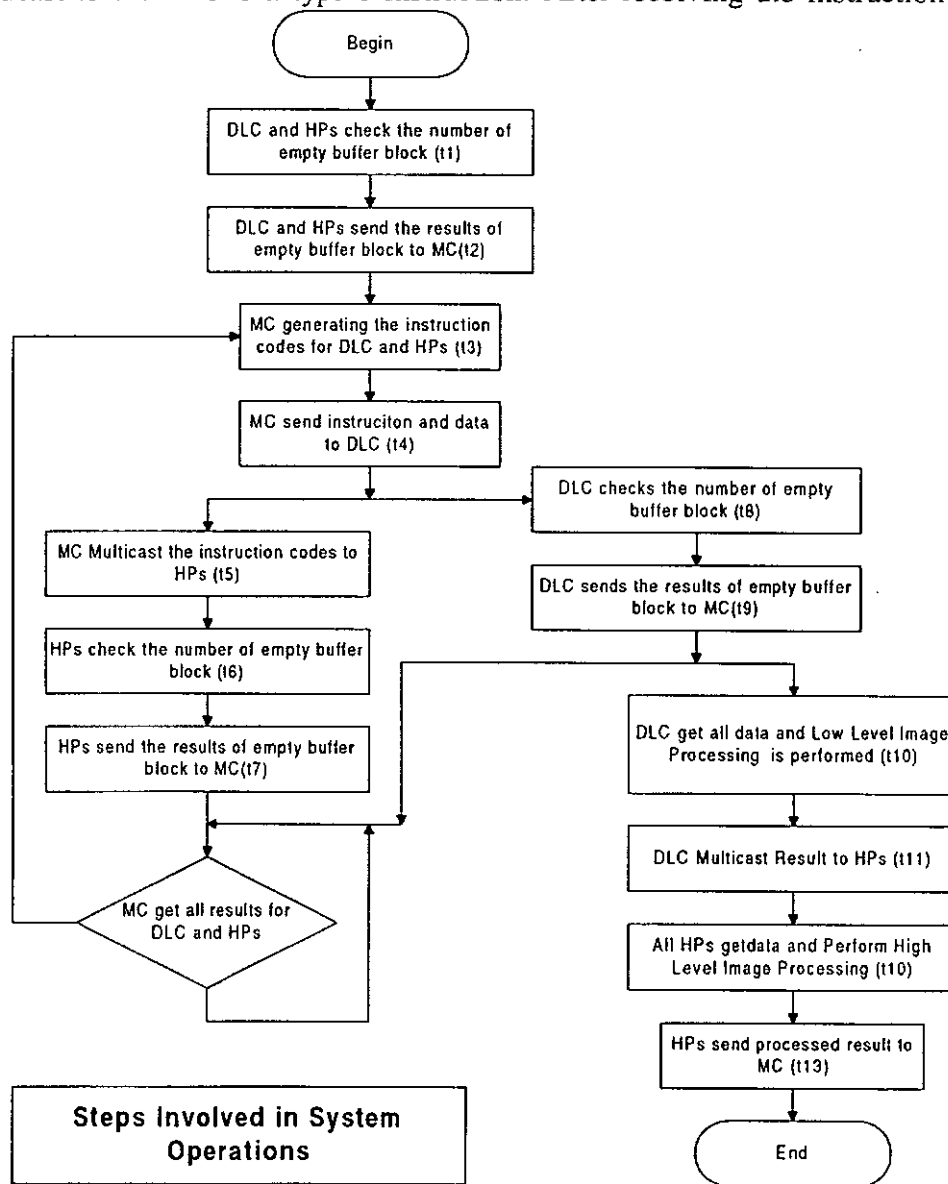 type
instruction
Begin
DLC and HPs check the number of
empty buffer block (t1)
DLC and HPs send the results of
empty buffer block to MC(t2)
MC generating the instruction
codes for DLC and HPs (t3)
MC send instruciton and data
to DLC (t4)
DLC checks the number of empty
buffer block (t8)
MC Multicast the instruction codes to
HPs (t5)
DLC sends the results of empty buffer
block to MC(t9)
HPs check the number of empty buffer
block (t6)
HPs send the results of empty buffer
block to MC(t7)
DLC get all data and Low Level Image
Processing is performed (t10)
DLC Multicast Result to HPs (t11)
MC get all results for
DLC and HPs
All HPs getdata and Perform High
Level Image Processing (t10)
HPs send processed result to
MC (t13)
Steps Involved in System
Operations
End